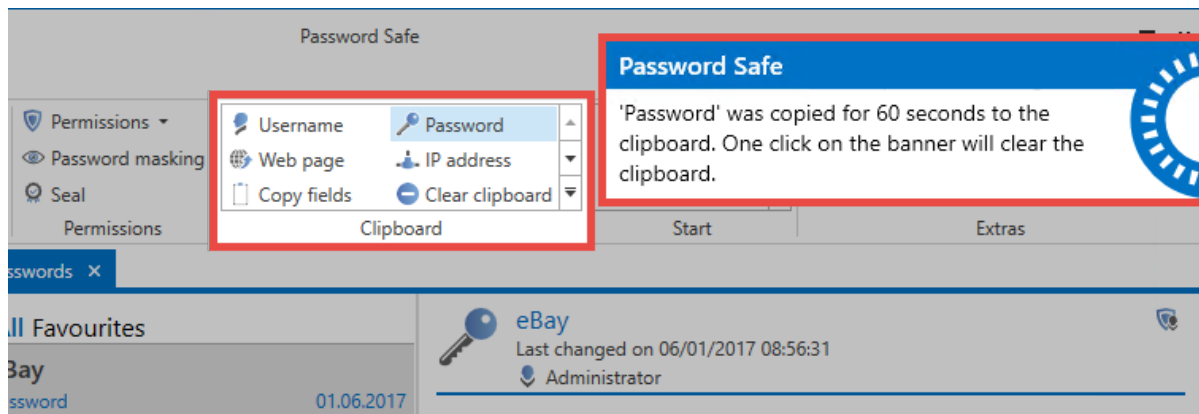 Password Safe
Password Safe
'Password' was copied for 60 seconds to the
clipboard. One click on the banner will clear the
clipboard.
Permissions
Password masking
Seal
Permissions
Username
Password
Web page
IP address
Copy fields
Clear clipboard
Clipboard
Start
Extras
sswords
All Favourites
Bay
ssword
01.06.2017
eBay
Last changed on 06/01/2017 08:56:31
Administrator